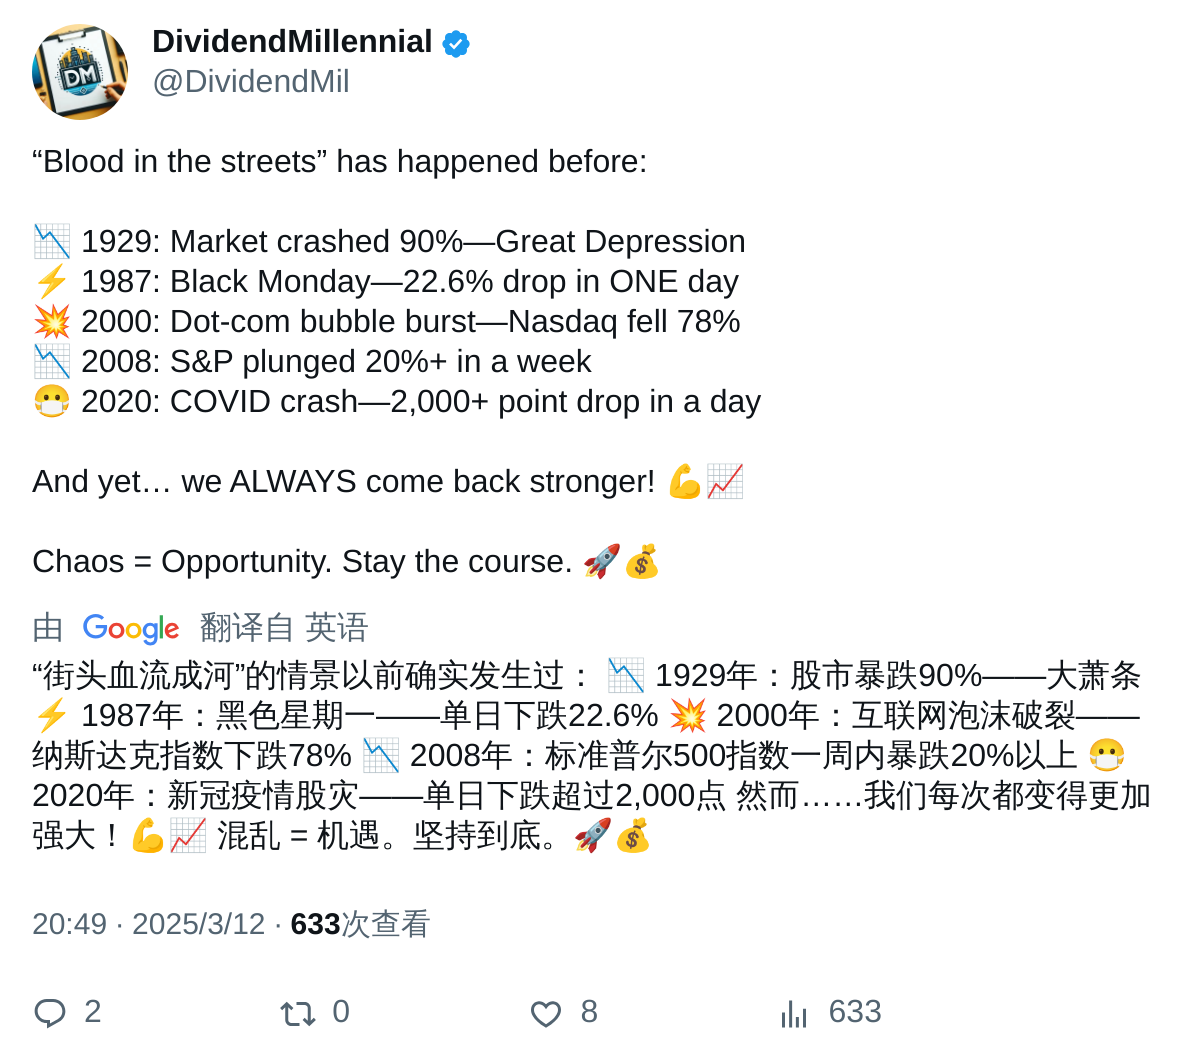 DM
DividendMillennial
@DividendMil
“Blood in the streets” has happened before:
📉 1929: Market crashed 90%—Great Depression
⚡ 1987: Black Monday—22.6% drop in ONE day
💥 2000: Dot-com bubble burst—Nasdaq fell 78%
📉 2008: S&P plunged 20%+ in a week
😷 2020: COVID crash—2,000+ point drop in a day
And yet… we ALWAYS come back stronger! 💪📈
Chaos = Opportunity. Stay the course. 🚀💰
由 Google 翻译自 英语
“街头血流成河”的情景以前确实发生过： 📉 1929年：股市暴跌90%——大萧条
⚡ 1987年：黑色星期一——单日下跌22.6% 💥 2000年：互联网泡沫破裂——
纳斯达克指数下跌78% 📉 2008年：标准普尔500指数一周内暴跌20%以上 😷
2020年：新冠疫情股灾——单日下跌超过2,000点 然而……我们每次都变得更加
强大！💪📈 混乱 = 机遇。坚持到底。🚀💰
20:49 · 2025/3/12 · 633次查看
2 0 8 633